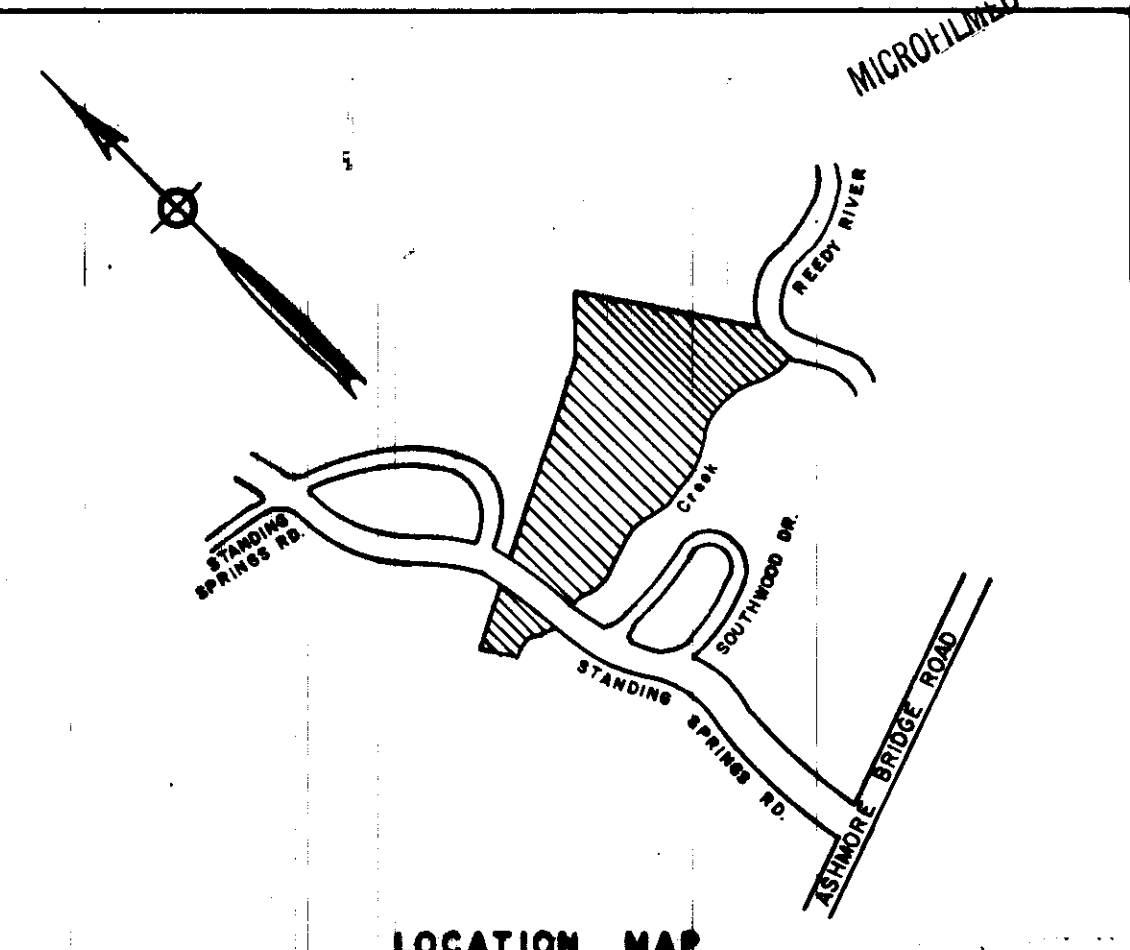 MICROFILMED
REEDY RIVER
Creek
STANDING
SPRINGS RD.
SOUTHWOOD DR.
STANDING SPRINGS RD.
ASHMORE BRIDGE ROAD
LOCATION MAP